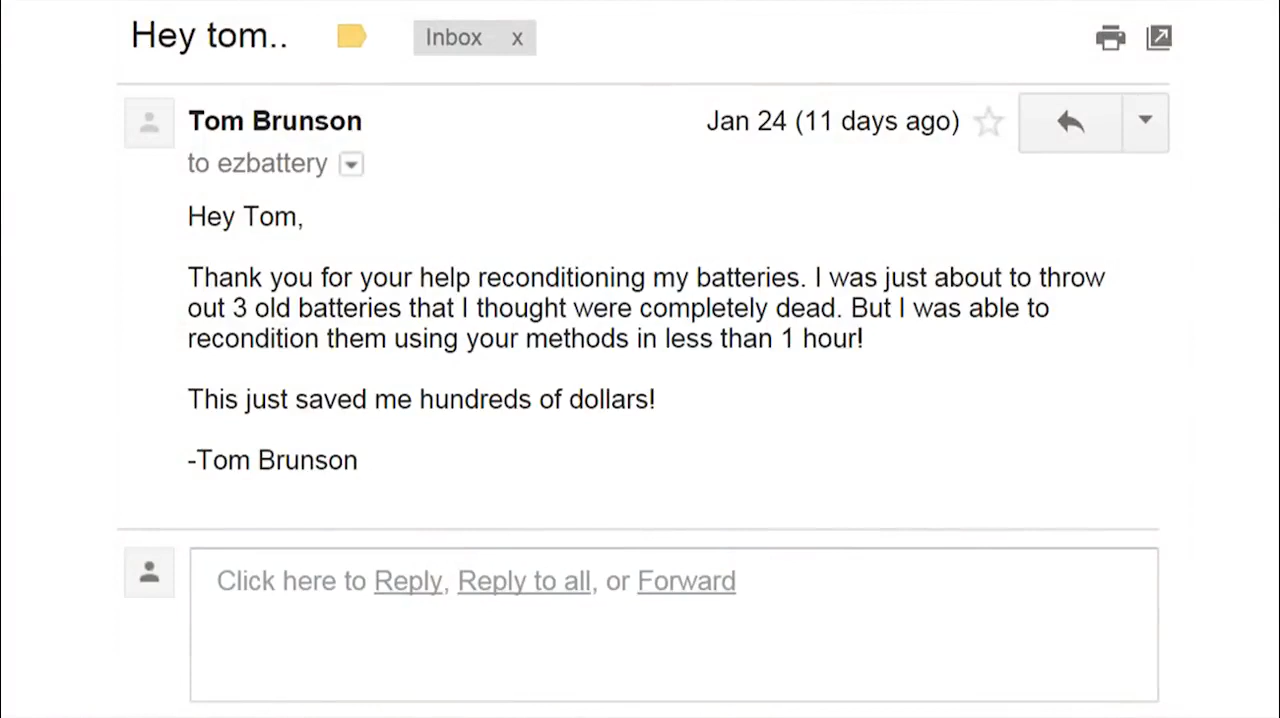 Hey tom..
Inbox x
Tom Brunson
Jan 24 (11 days ago)
to ezbattery
Hey Tom,
Thank you for your help reconditioning my batteries. I was just about to throw
out 3 old batteries that I thought were completely dead. But I was able to
recondition them using your methods in less than 1 hour!
This just saved me hundreds of dollars!
-Tom Brunson
Click here to Reply, Reply to all, or Forward